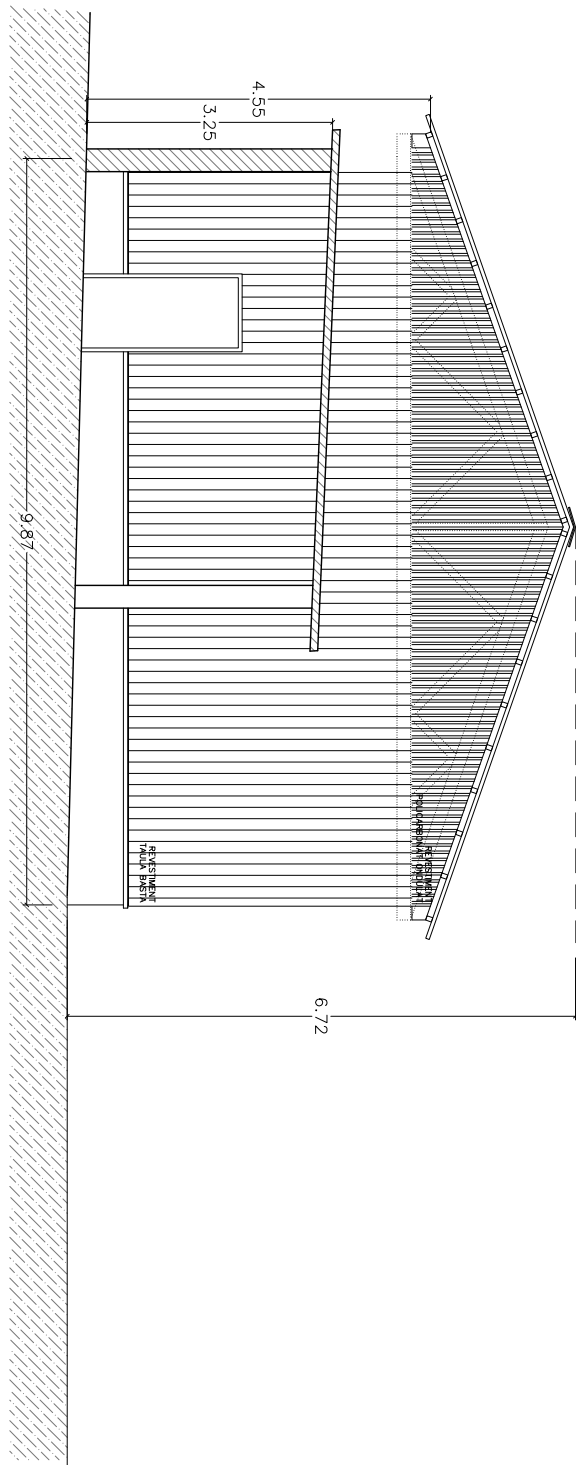 4.55
3.25
9.87
6.72
REVESTIMENT
POLICARBONAT ONDULAT
REVESTIMENT
TAULA BASTA